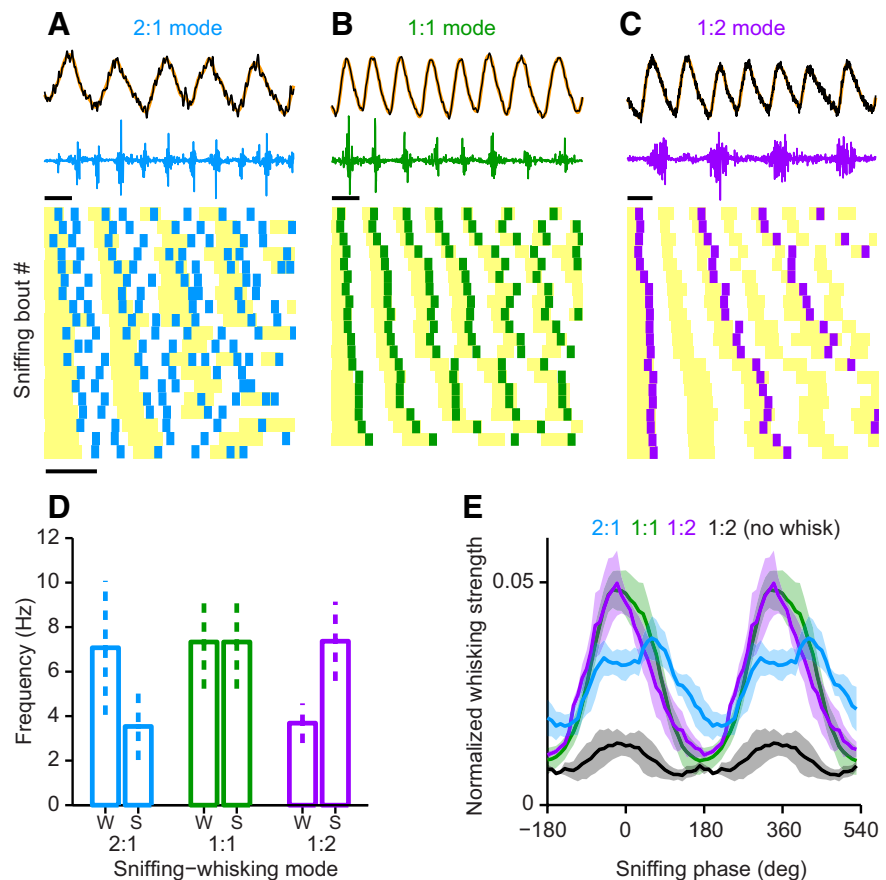 A 2:1 mode
B 1:1 mode
C 1:2 mode
Sniffing bout #
D
Frequency (Hz)
12
10
8
6
4
2
0
W S W S W S
2:1 1:1 1:2
Sniffing−whisking mode
E
2:1 1:1 1:2 1:2 (no whisk)
Normalized whisking strength
0.05
0
−180 0 180 360 540
Sniffing phase (deg)